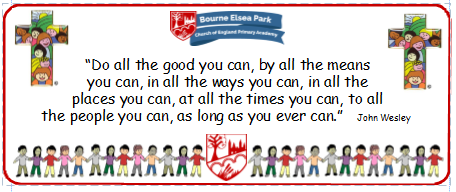 Bourne Elsea Park
Church of England Primary Academy
“Do all the good you can, by all the means
you can, in all the ways you can, in all the
places you can, at all the times you can, to all
the people you can, as long as you ever can.” John Wesley